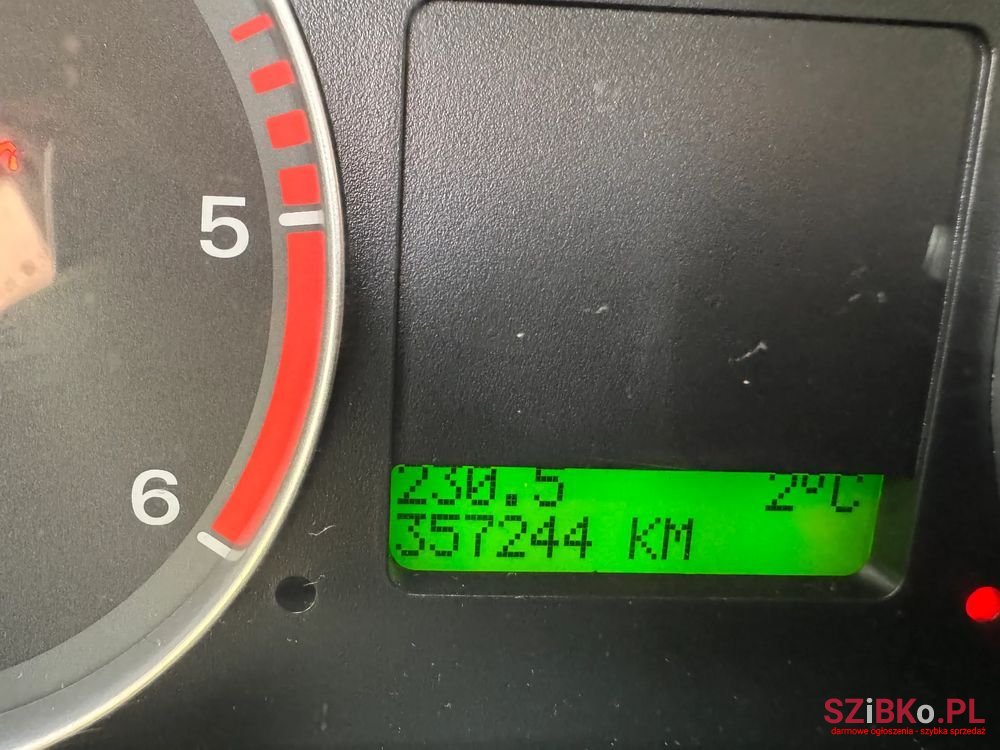 5
6
230.5 2°C
357244 KM
SZiBKo.PL
darmowe ogłoszenia - szybka sprzedaż